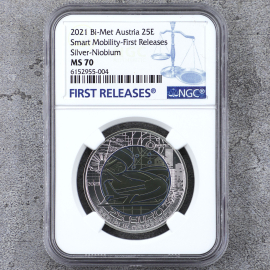 2021 Bi-Met Austria 25E
Smart Mobility-First Releases
Silver-Niobium
MS 70
6152955-004
FIRST RELEASES
NGC